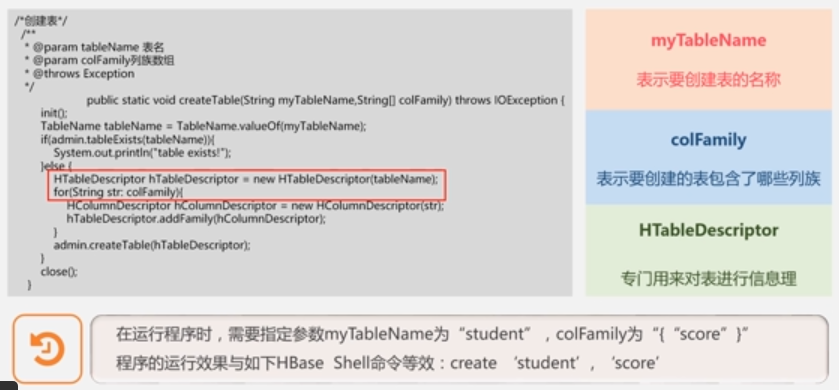 /*创建表*/
/**
* @param tableName 表名
* @param colFamily列族数组
* @throws Exception
*/
public static void createTable(String myTableName,String[] colFamily) throws IOException {
init();
TableName tableName = TableName.valueOf(myTableName);
if(admin.tableExists(tableName)){
System.out.println("table exists!");
}else {
HTableDescriptor hTableDescriptor = new HTableDescriptor(tableName);
for(String str: colFamily){
HColumnDescriptor hColumnDescriptor = new HColumnDescriptor(str);
hTableDescriptor.addFamily(hColumnDescriptor);
}
admin.createTable(hTableDescriptor);
}
close();
}
myTableName
表示要创建表的名称
colFamily
表示要创建的表包含了哪些列族
HTableDescriptor
专门用来对表进行信息理
在运行程序时，需要指定参数myTableName为“student”，colFamily为“{“score”}”
程序的运行效果与如下HBase Shell命令等效：create ‘student’, ‘score’